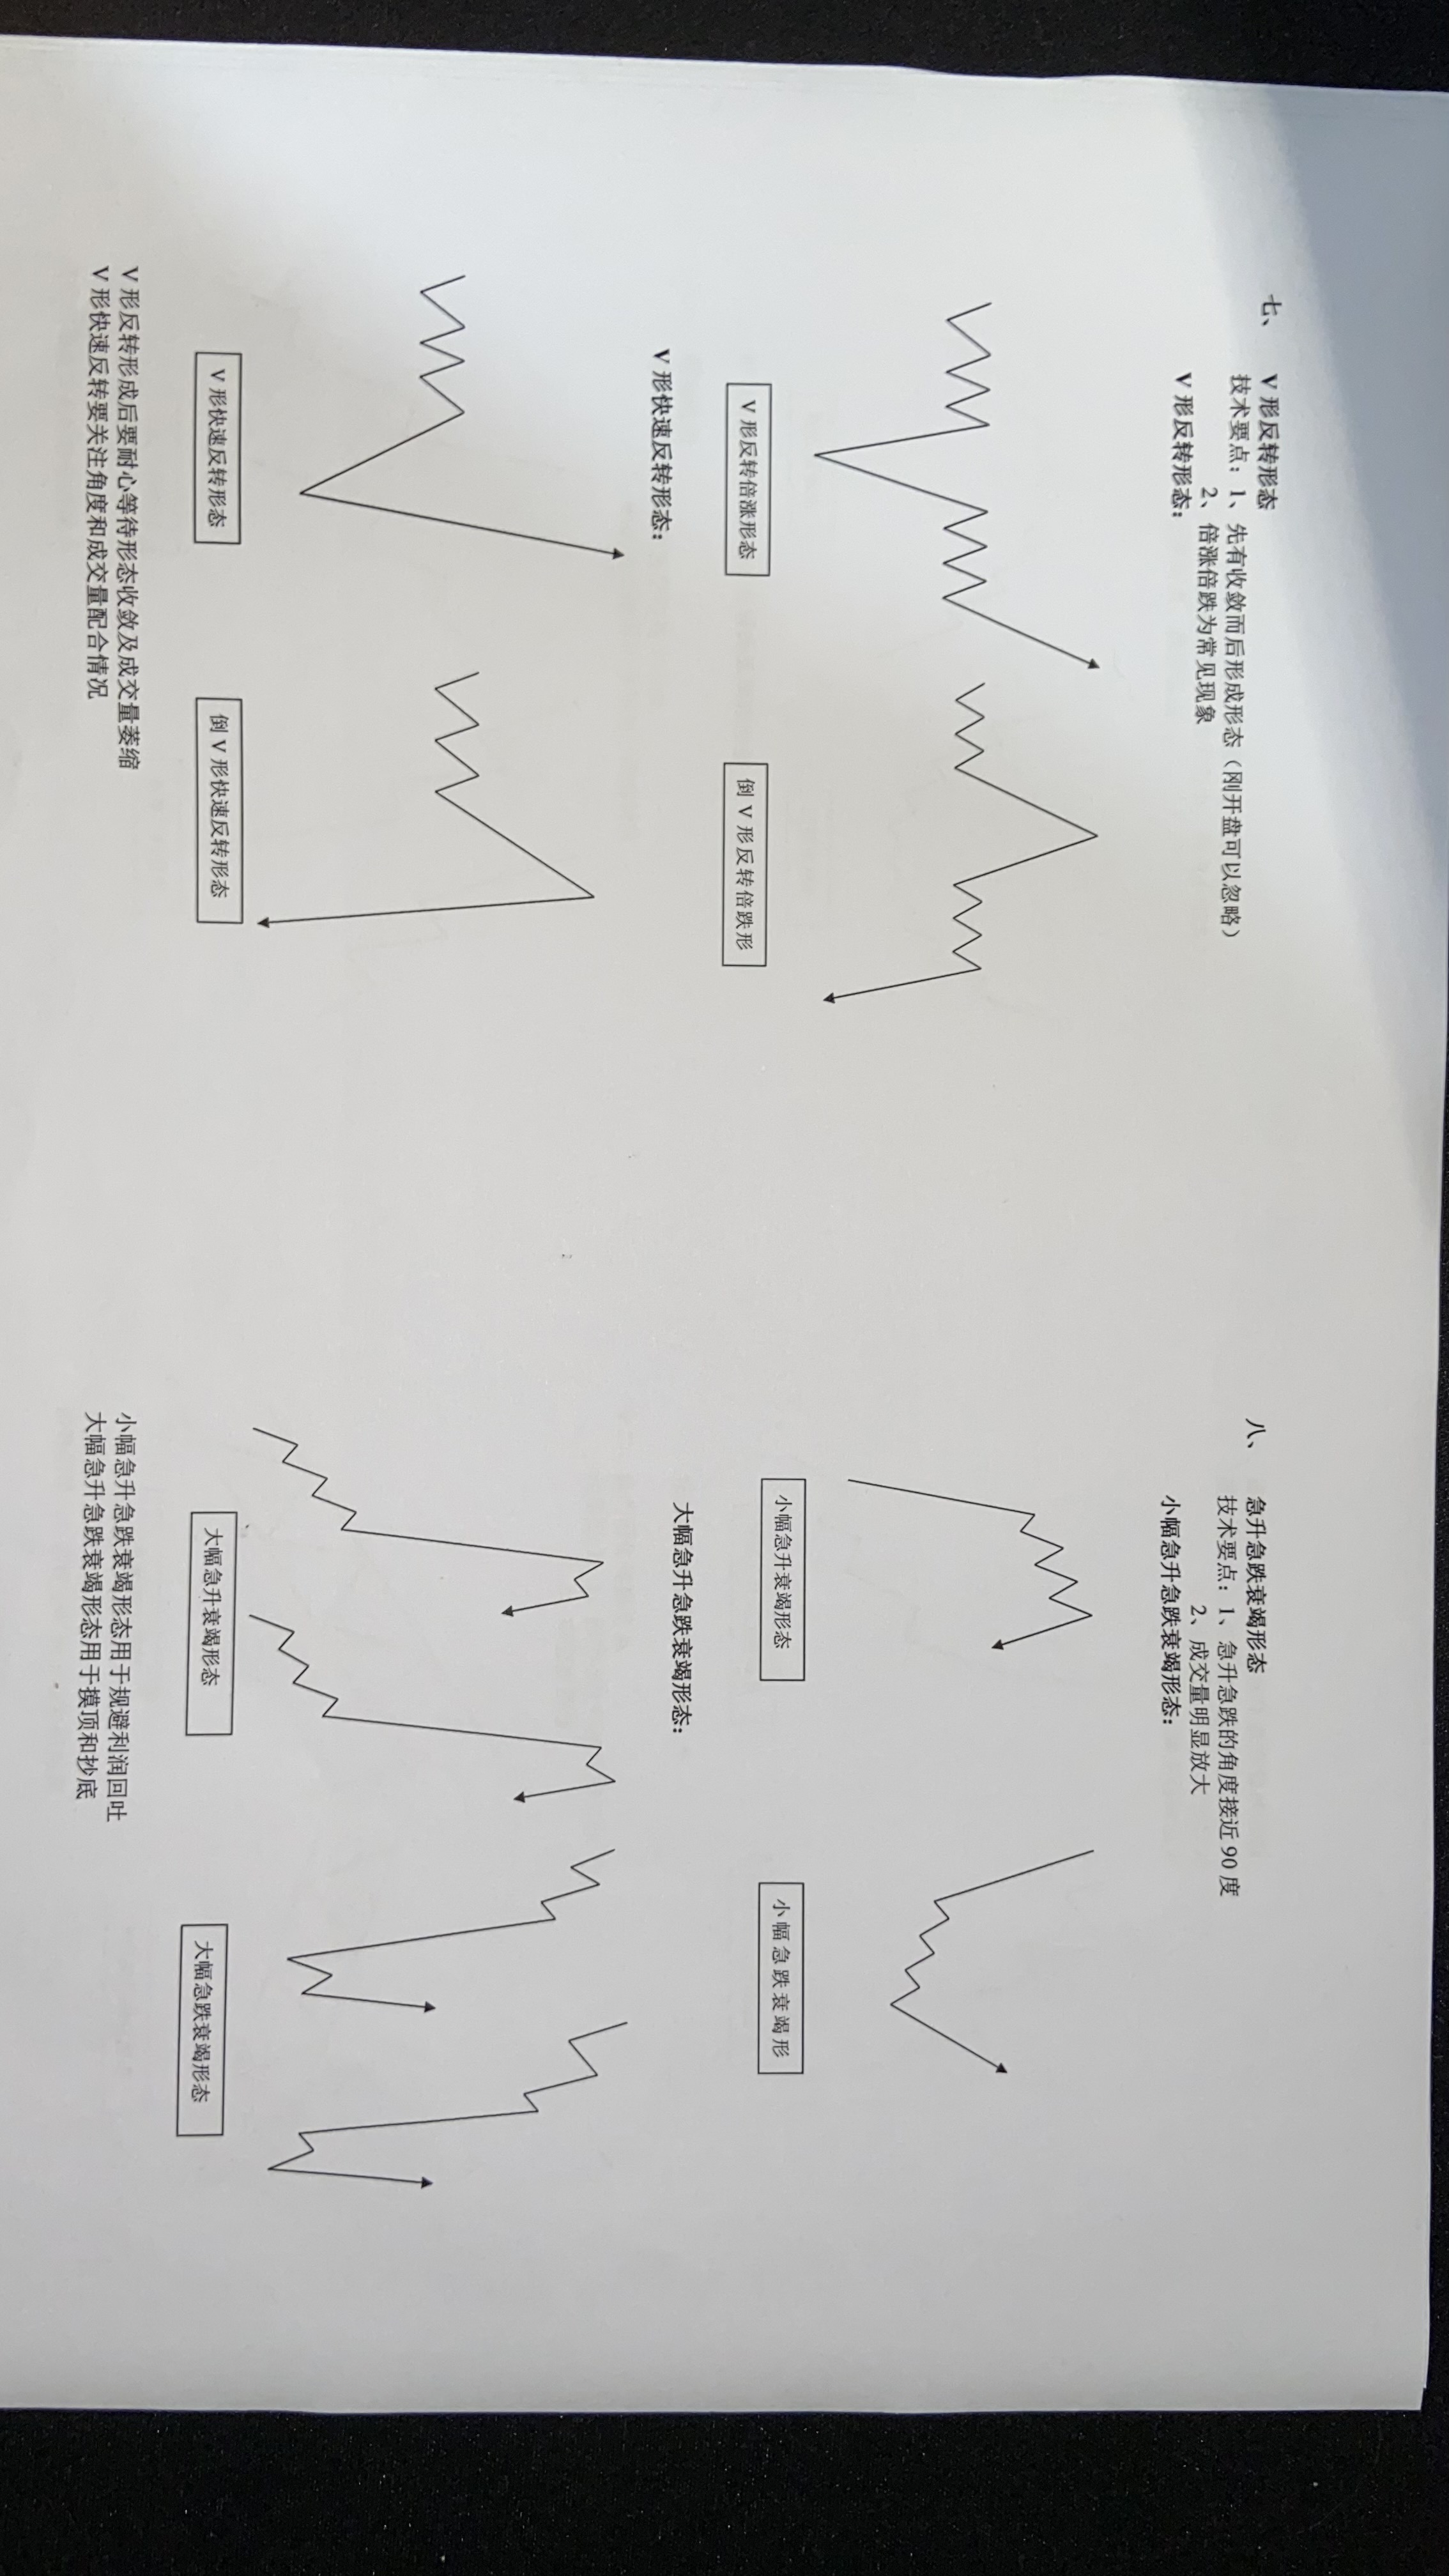 七、 V 形反转形态
技术要点：1、先有收敛而后形成形态（刚开盘可以忽略）
2、倍涨倍跌为常见现象
V 形反转形态：
V 形反转倍涨形态
倒 V 形反转倍跌形
V 形快速反转形态：
V 形快速反转形态
倒 V 形快速反转形态
V 形反转形成后要耐心等待形态收敛及成交量萎缩
V 形快速反转要关注角度和成交量配合情况
八、 急升急跌衰竭形态
技术要点：1、急升急跌的角度接近 90 度
2、成交量明显放大
小幅急升急跌衰竭形态：
小幅急升衰竭形态
小幅急跌衰竭形
大幅急升急跌衰竭形态：
大幅急升衰竭形态
大幅急跌衰竭形态
小幅急升急跌衰竭形态用于规避利润回吐
大幅急升急跌衰竭形态用于摸顶和抄底